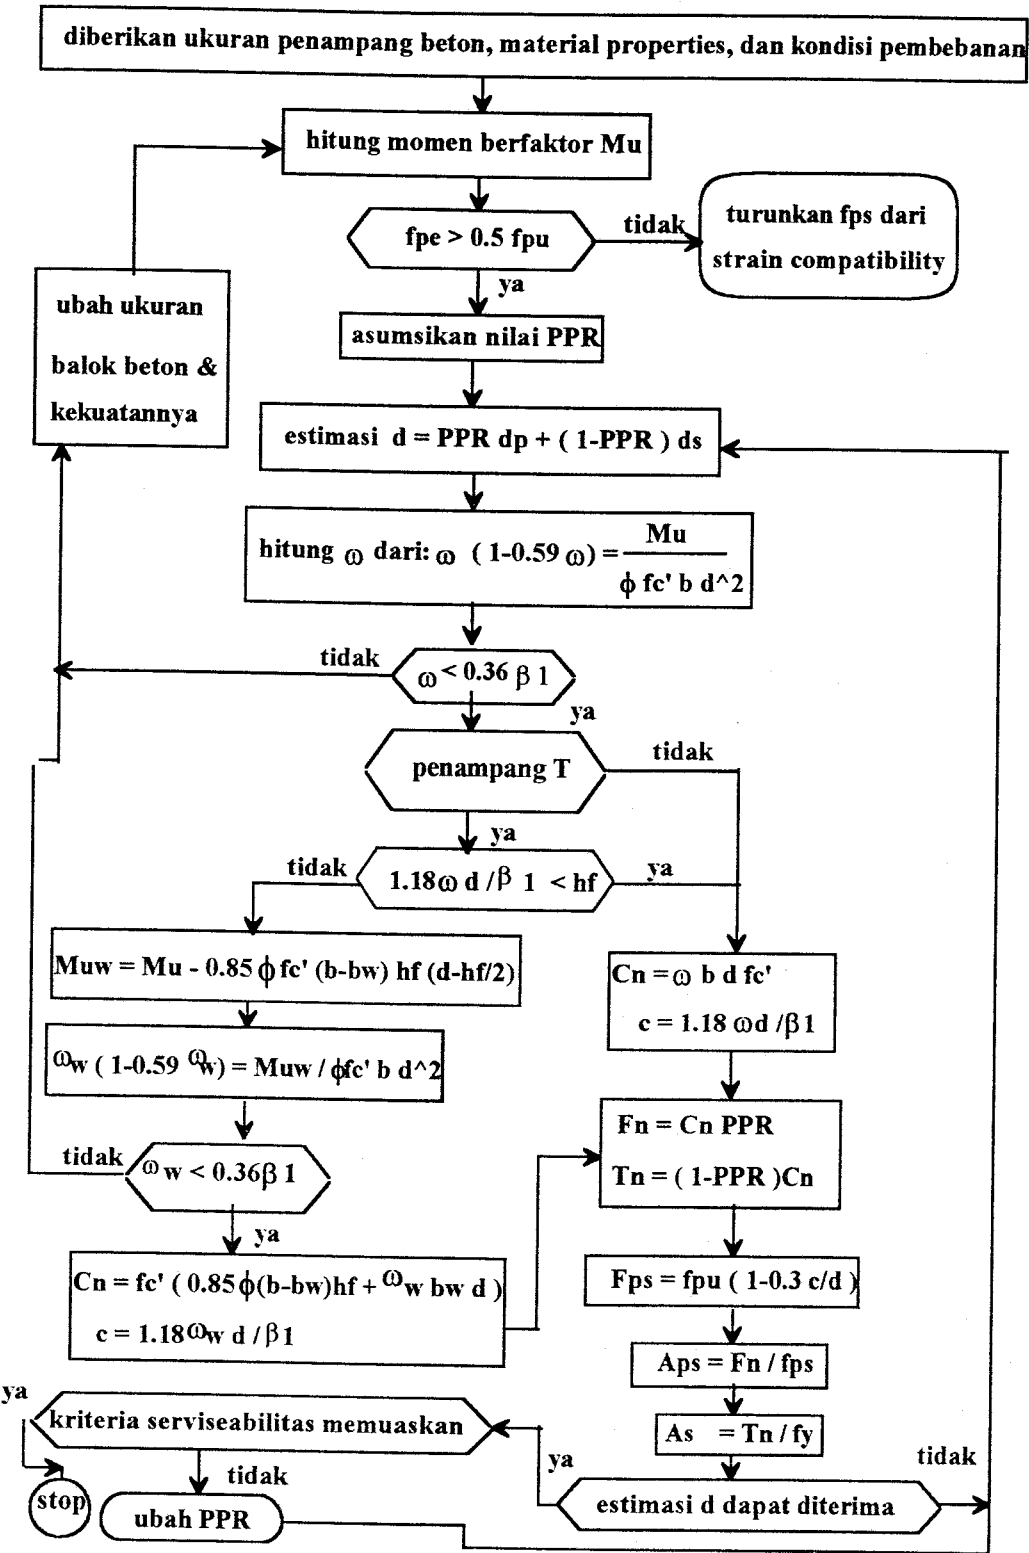 diberikan ukuran penampang beton, material properties, dan kondisi pembebanan
hitung momen berfaktor Mu
fpe > 0.5 fpu
tidak
turunkan fps dari
strain compatibility
ya
ubah ukuran
balok beton &
kekuatannya
asumsikan nilai PPR
estimasi d = PPR dp + ( 1-PPR ) ds
hitung ω dari: ω ( 1-0.59 ω) = Mu
ϕ fc' b d^2
tidak
ω < 0.36 β 1
ya
penampang T
tidak
ya
tidak
1.18ω d / β 1 < hf
ya
Muw = Mu - 0.85 ϕ fc' (b-bw) hf (d-hf/2)
Cn = ω b d fc'
c = 1.18 ωd /β1
ωw ( 1-0.59 ωw) = Muw / ϕfc' b d^2
Fn = Cn PPR
Tn = ( 1-PPR )Cn
tidak
ωw < 0.36β 1
ya
Cn = fc' ( 0.85 ϕ(b-bw)hf + ωw bw d )
c = 1.18ωw d / β1
Fps = fpu ( 1-0.3 c/d )
Aps = Fn / fps
As = Tn / fy
ya
kriteria serviseabilitas memuaskan
ya
tidak
estimasi d dapat diterima
tidak
stop
ubah PPR